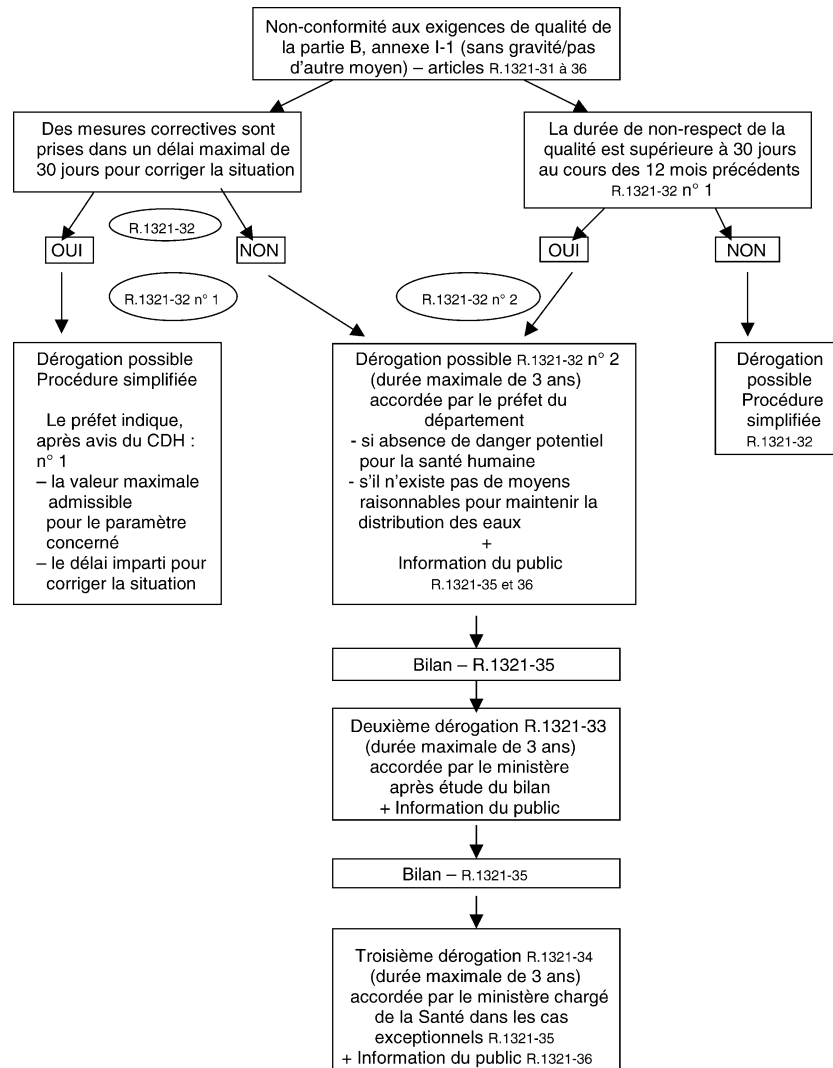 Non-conformité aux exigences de qualité de
la partie B, annexe I-1 (sans gravité/pas
d'autre moyen) – articles R.1321-31 à 36
Des mesures correctives sont
prises dans un délai maximal de
30 jours pour corriger la situation
La durée de non-respect de la
qualité est supérieure à 30 jours
au cours des 12 mois précédents
R.1321-32 n° 1
R.1321-32
OUI
NON
OUI
NON
R.1321-32 n° 1
R.1321-32 n° 2
Dérogation possible
Procédure simplifiée
Le préfet indique,
après avis du CDH :
n° 1
– la valeur maximale
admissible
pour le paramètre
concerné
– le délai imparti pour
corriger la situation
Dérogation possible R.1321-32 n° 2
(durée maximale de 3 ans)
accordée par le préfet du
département
- si absence de danger potentiel
pour la santé humaine
- s'il n'existe pas de moyens
raisonnables pour maintenir la
distribution des eaux
+
Information du public
R.1321-35 et 36
Dérogation
possible
Procédure
simplifiée
R.1321-32
Bilan – R.1321-35
Deuxième dérogation R.1321-33
(durée maximale de 3 ans)
accordée par le ministère
après étude du bilan
+ Information du public
Bilan – R.1321-35
Troisième dérogation R.1321-34
(durée maximale de 3 ans)
accordée par le ministère chargé
de la Santé dans les cas
exceptionnels R.1321-35
+ Information du public R.1321-36